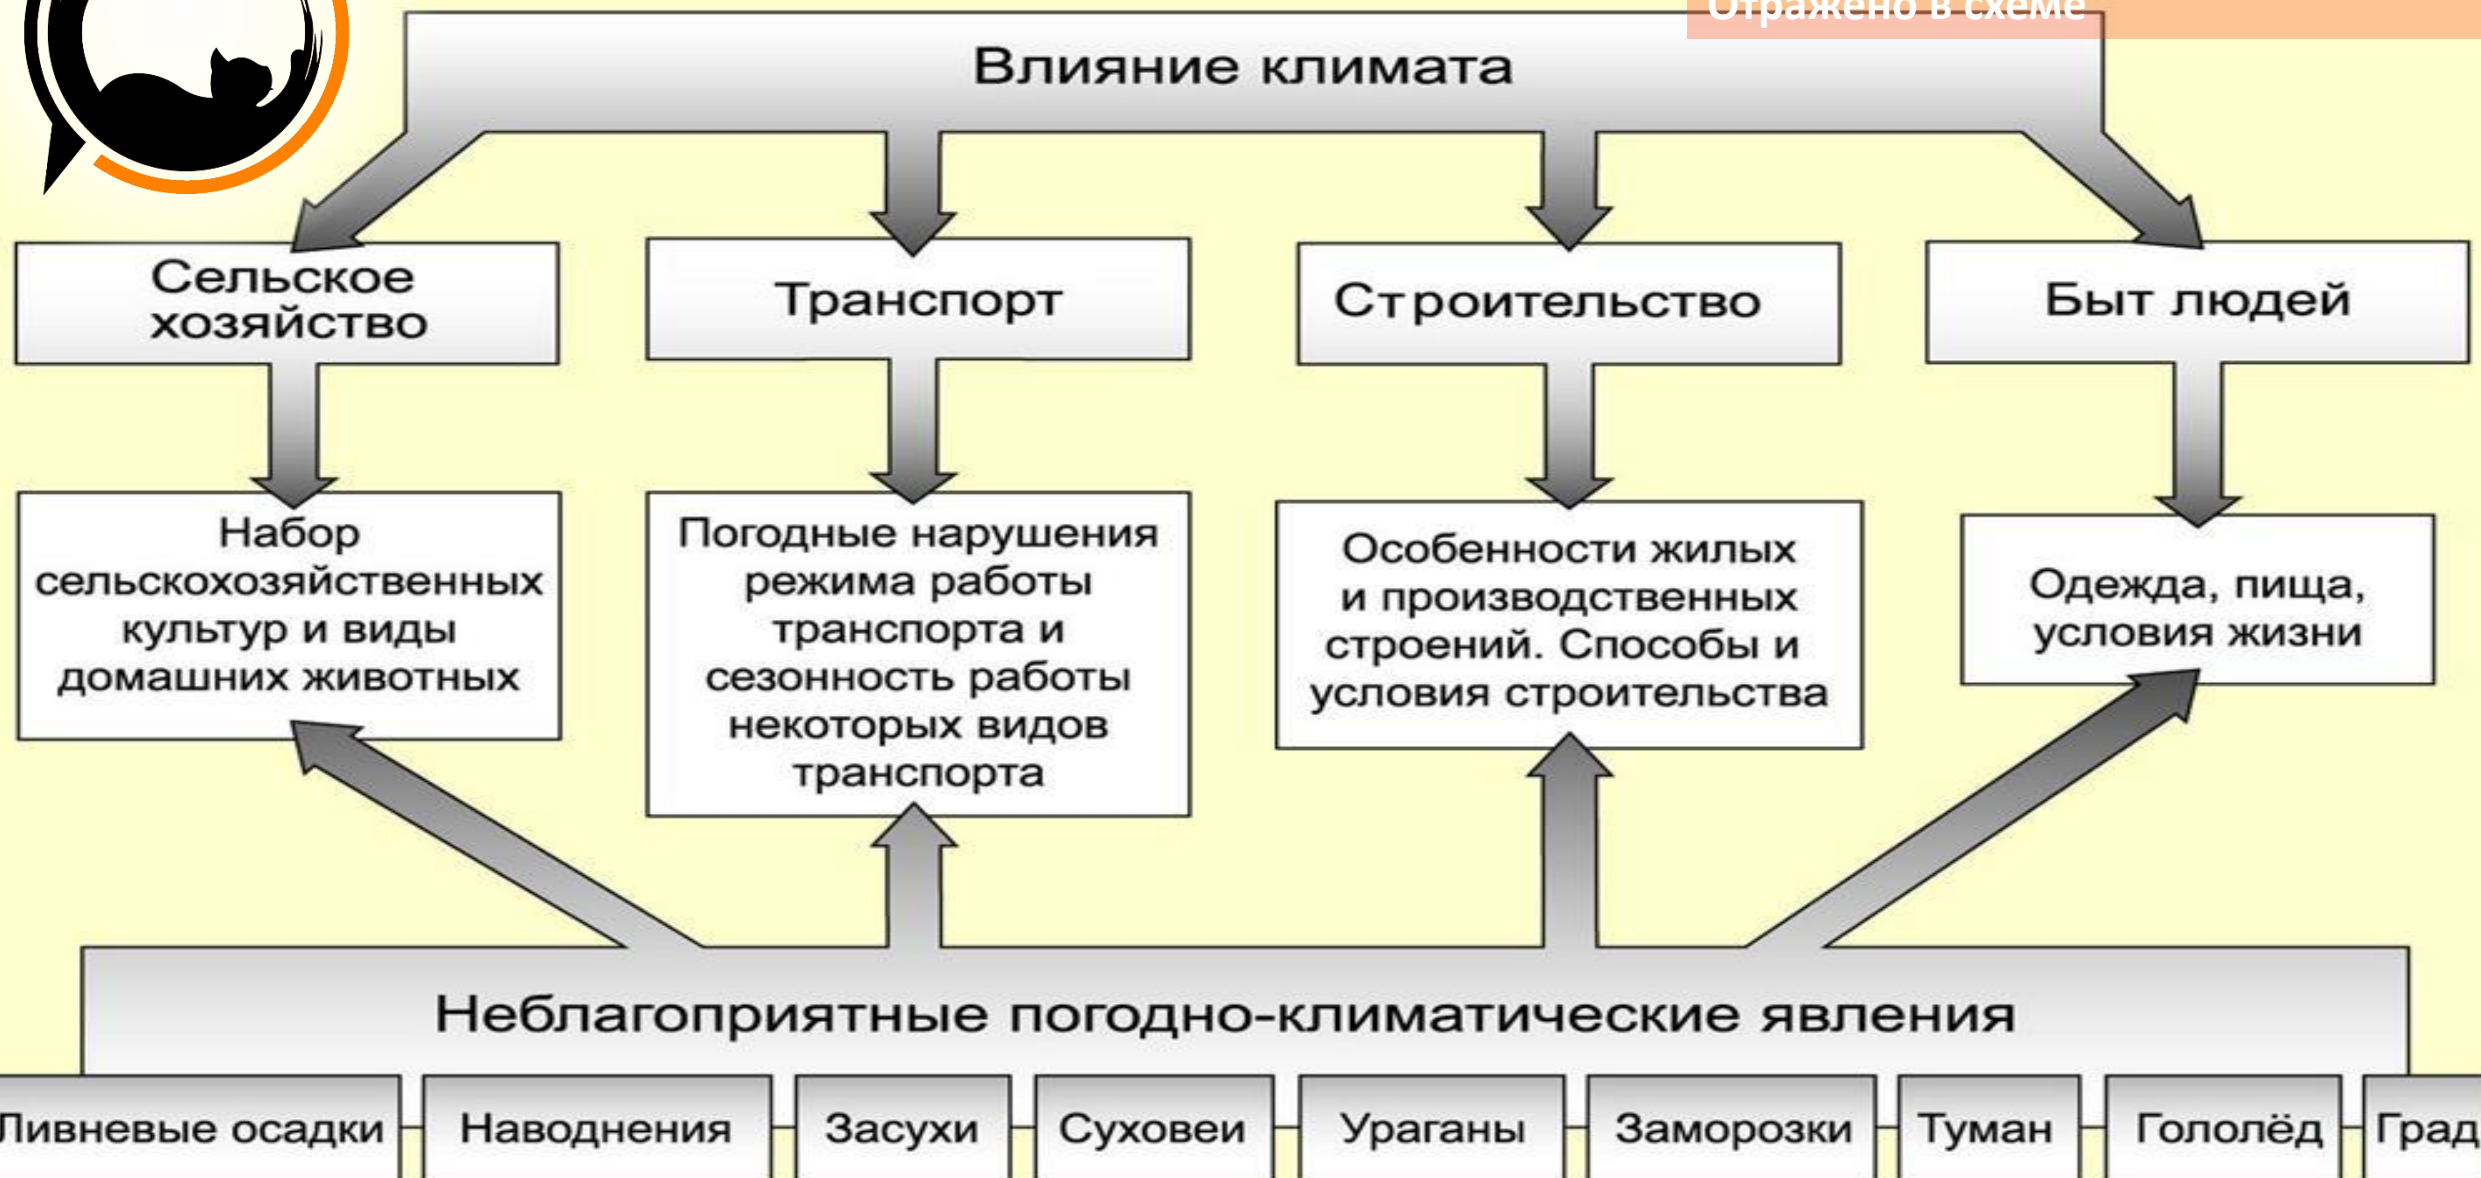 Отражено в схеме
Влияние климата
Сельское
хозяйство
Транспорт
Строительство
Быт людей
Набор
сельскохозяйственных
культур и виды
домашних животных
Погодные нарушения
режима работы
транспорта и
сезонность работы
некоторых видов
транспорта
Особенности жилых
и производственных
строений. Способы и
условия строительства
Одежда, пища,
условия жизни
Неблагоприятные погодно-климатические явления
Ливневые осадки
Наводнения
Засухи
Суховеи
Ураганы
Заморозки
Туман
Гололёд
Град